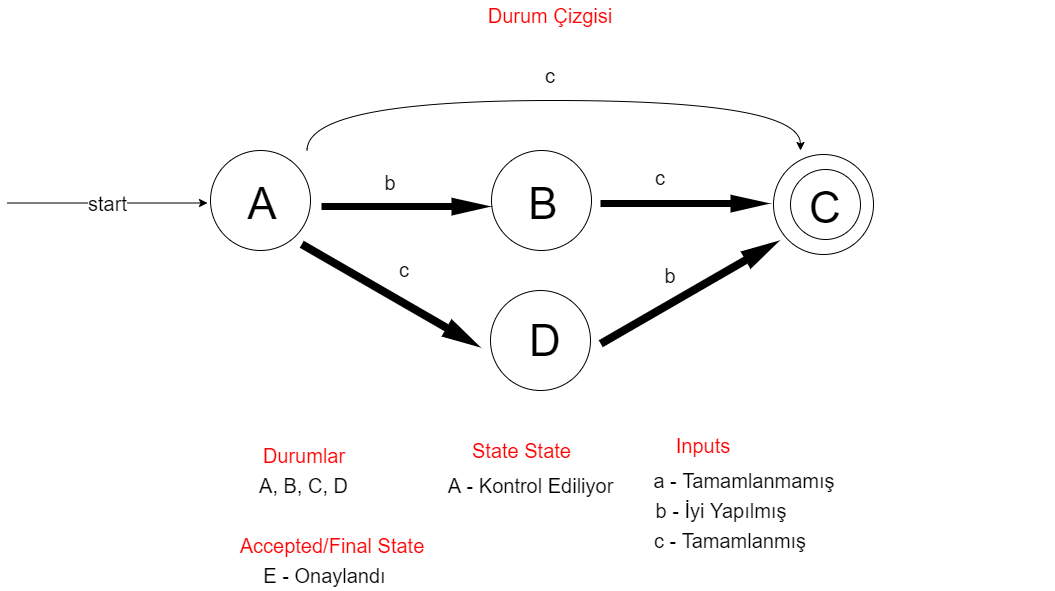 Durum Çizgisi
c
start
A
b
B
c
C
c
D
b
Durumlar
A, B, C, D
State State
A - Kontrol Ediliyor
Inputs
a - Tamamlanmamış
b - İyi Yapılmış
c - Tamamlanmış
Accepted/Final State
E - Onaylandı